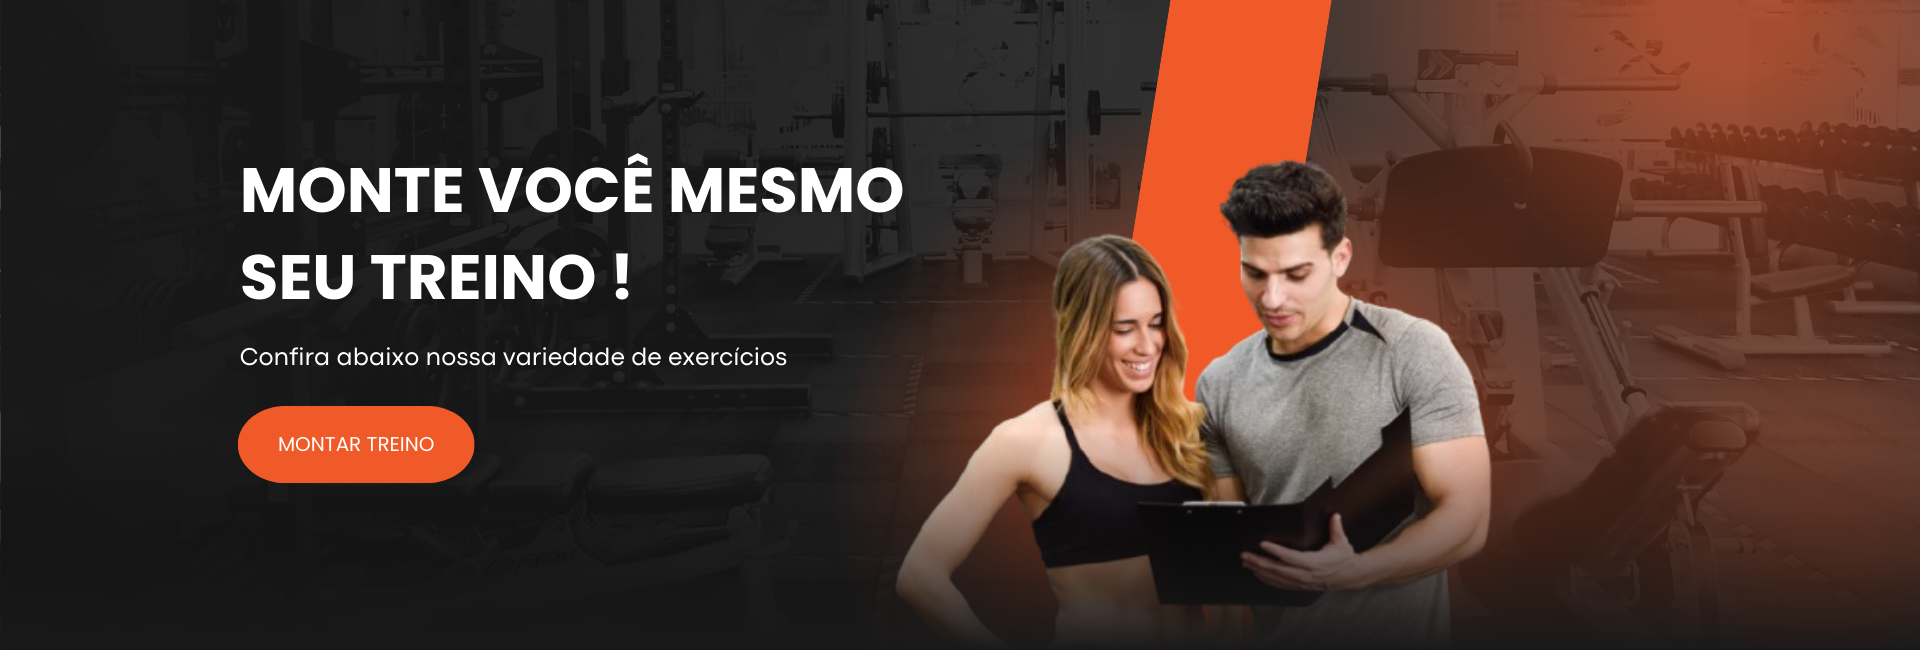 MONTE VOCÊ MESMO
SEU TREINO !
Confira abaixo nossa variedade de exercícios
MONTAR TREINO